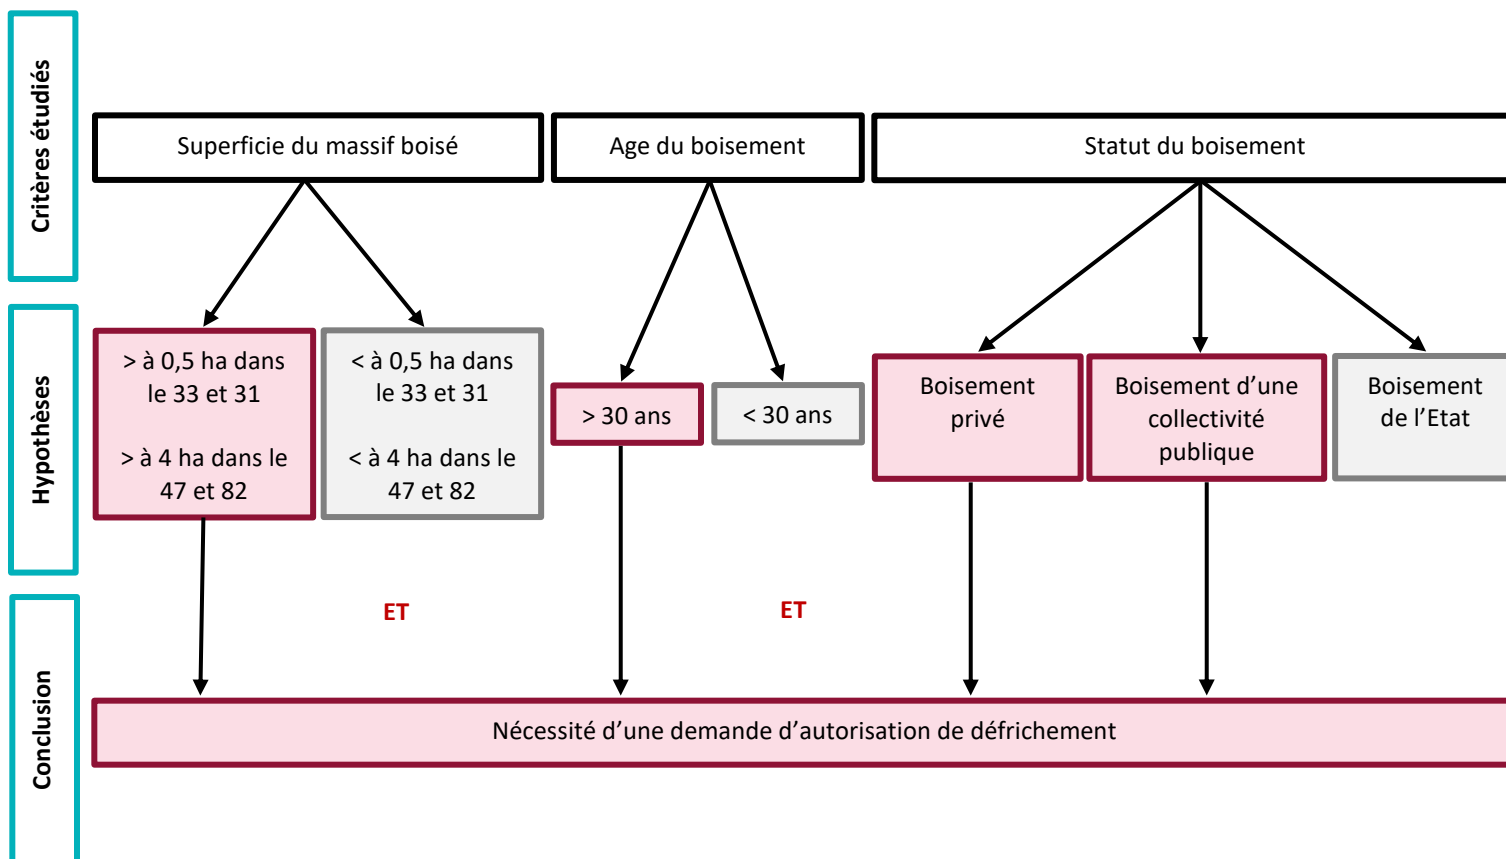 Critères étudiés
Superficie du massif boisé
Age du boisement
Statut du boisement
Hypothèses
> à 0,5 ha dans
le 33 et 31
> à 4 ha dans le
47 et 82
< à 0,5 ha dans
le 33 et 31
< à 4 ha dans le
47 et 82
> 30 ans
< 30 ans
Boisement
privé
Boisement d’une
collectivité
publique
Boisement
de l’Etat
ET
ET
Conclusion
Nécessité d’une demande d’autorisation de défrichement